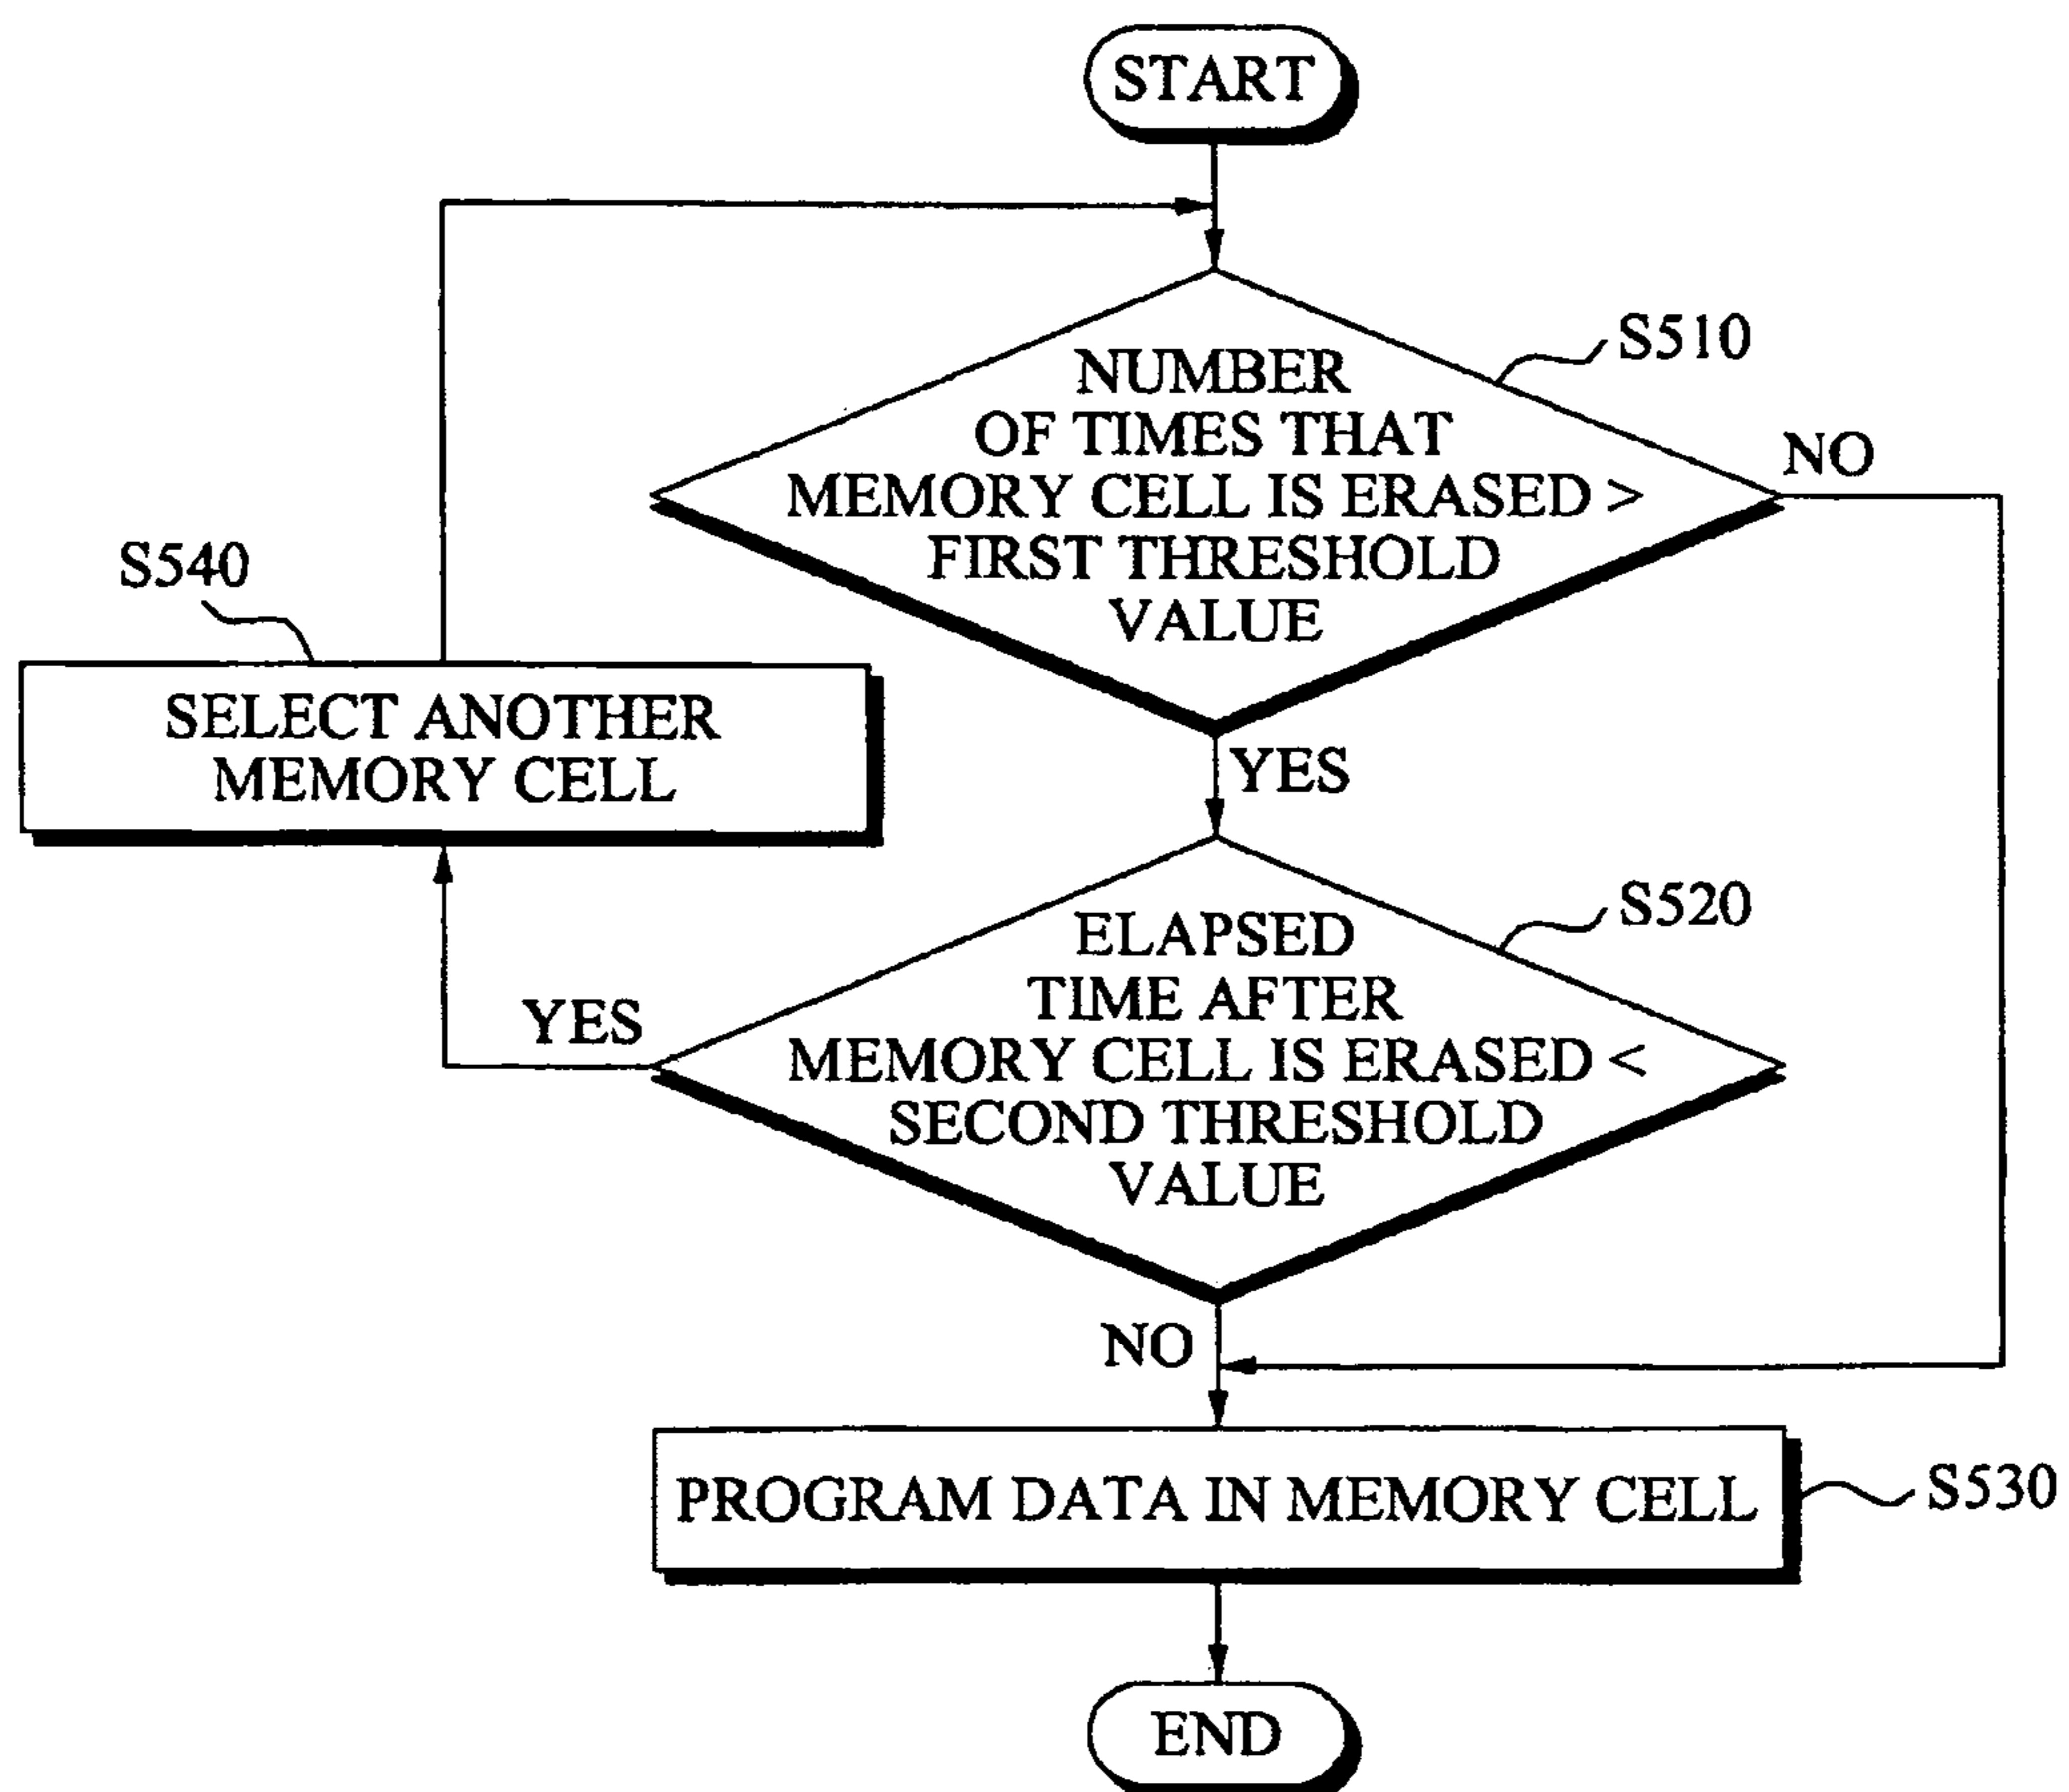 START
S510
NUMBER
OF TIMES THAT
MEMORY CELL IS ERASED >
FIRST THRESHOLD
VALUE
NO
S540
SELECT ANOTHER
MEMORY CELL
YES
S520
ELAPSED
TIME AFTER
MEMORY CELL IS ERASED <
SECOND THRESHOLD
VALUE
YES
NO
PROGRAM DATA IN MEMORY CELL
S530
END